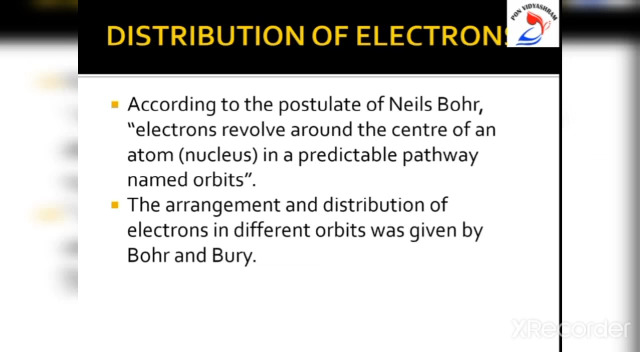 DISTRIBUTION OF ELECTRONS
PON VIDYASHRAM
▪ According to the postulate of Neils Bohr,
“electrons revolve around the centre of an
atom (nucleus) in a predictable pathway
named orbits”.
▪ The arrangement and distribution of
electrons in different orbits was given by
Bohr and Bury.
XRecorder